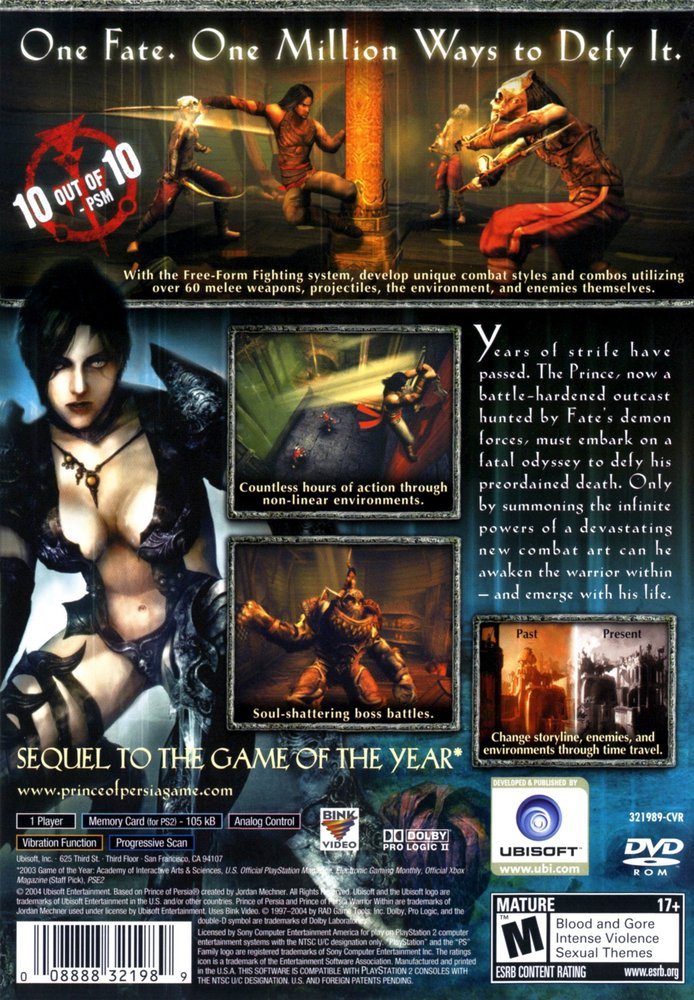 One Fate. One Million Ways to Defy It.
10 OUT OF 10
- PSM
With the Free-Form Fighting system, develop unique combat styles and combos utilizing
over 60 melee weapons, projectiles, the environment, and enemies themselves.
Years of strife have
passed. The Prince, now a
battle-hardened outcast
hunted by Fate's demon
forces, must embark on a
fatal odyssey to defy his
preordained death. Only
by summoning the infinite
powers of a devastating
new combat art can he
awaken the warrior within
– and emerge with his life.
Countless hours of action through
non-linear environments.
Soul-shattering boss battles.
Past
Present
Change storyline, enemies, and
environments through time travel.
SEQUEL TO THE GAME OF THE YEAR*
www.princeofpersiagame.com
1 Player
Memory Card (for PS2) - 105 kB
Analog Control
Vibration Function
Progressive Scan
BINK
VIDEO
DOLBY
PRO LOGIC II
DEVELOPED & PUBLISHED BY
UBISOFT
www.ubi.com
321989-CVR
DVD
ROM
Ubisoft, Inc. · 625 Third St. · Third Floor · San Francisco, CA 94107
*2003 Game of the Year: Academy of Interactive Arts & Sciences, U.S. Official PlayStation Magazine, Electronic Gaming Monthly, Official Xbox
Magazine (Staff Pick), PSE2
© 2004 Ubisoft Entertainment. Based on Prince of Persia® created by Jordan Mechner. All Rights Reserved. Ubisoft and the Ubisoft logo are
trademarks of Ubisoft Entertainment in the U.S. and/or other countries. Prince of Persia and Prince of Persia Warrior Within are trademarks of
Jordan Mechner used under license by Ubisoft Entertainment. Uses Bink Video. © 1997–2004 by RAD Game Tools, Inc. Dolby, Pro Logic, and the
double-D symbol are trademarks of Dolby Laboratories.
Licensed by Sony Computer Entertainment America for play on PlayStation 2 computer
entertainment systems with the NTSC U/C designation only. "PlayStation" and the "PS"
Family logo are registered trademarks of Sony Computer Entertainment Inc. The ratings
icon is a trademark of the Entertainment Software Association. Manufactured and printed
in the U.S.A. THIS SOFTWARE IS COMPATIBLE WITH PLAYSTATION 2 CONSOLES WITH
THE NTSC U/C DESIGNATION. U.S. AND FOREIGN PATENTS PENDING.
0 08888 32198 9
MATURE 17+
M
Blood and Gore
Intense Violence
Sexual Themes
ESRB CONTENT RATING www.esrb.org